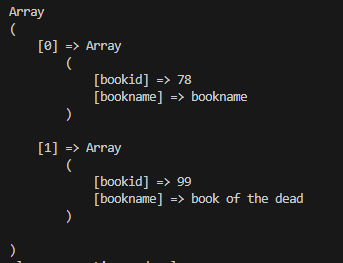 Array
(
    [0] => Array
        (
            [bookid] => 78
            [bookname] => bookname
        )

    [1] => Array
        (
            [bookid] => 99
            [bookname] => book of the dead
        )

)